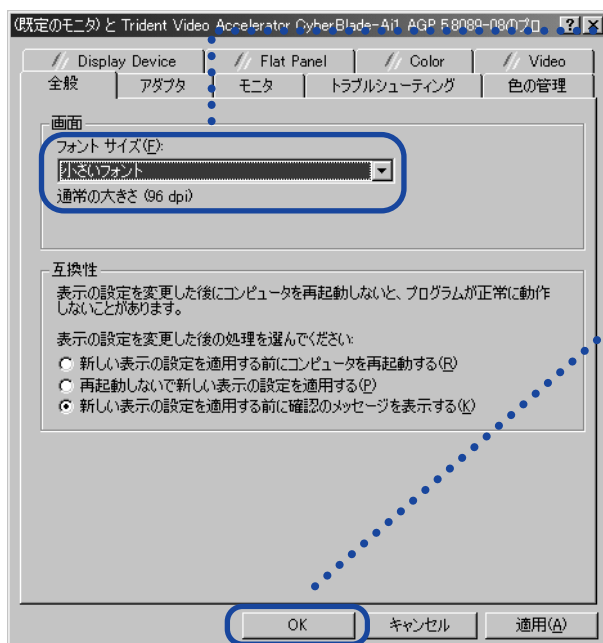 (既定のモニタ) と Trident Video Accelerator CyberBlade-Ai1 AGP 5.8089-08のプロ...
Display Device
Flat Panel
Color
Video
全般
アダプタ
モニタ
トラブルシューティング
色の管理
画面
フォント サイズ(F):
小さいフォント
通常の大きさ (96 dpi)
互換性
表示の設定を変更した後にコンピュータを再起動しないと、プログラムが正常に動作
しないことがあります。
表示の設定を変更した後の処理を選んでください:
新しい表示の設定を適用する前にコンピュータを再起動する(R)
再起動しないで新しい表示の設定を適用する(P)
新しい表示の設定を適用する前に確認のメッセージを表示する(K)
OK
キャンセル
適用(A)